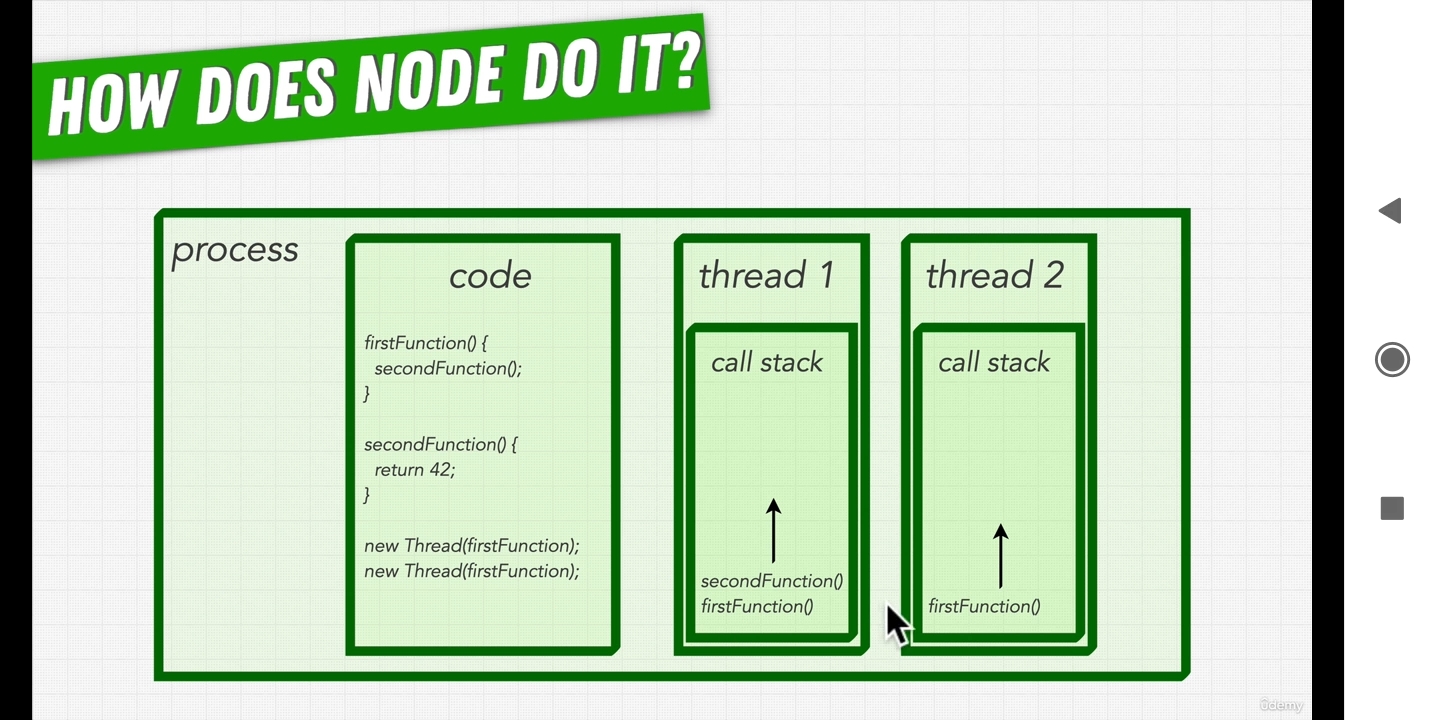 HOW DOES NODE DO IT?
process
code
firstFunction() {
secondFunction();
}
secondFunction() {
return 42;
}
new Thread(firstFunction);
new Thread(firstFunction);
thread 1
call stack
secondFunction()
firstFunction()
thread 2
call stack
firstFunction()
ûdemy